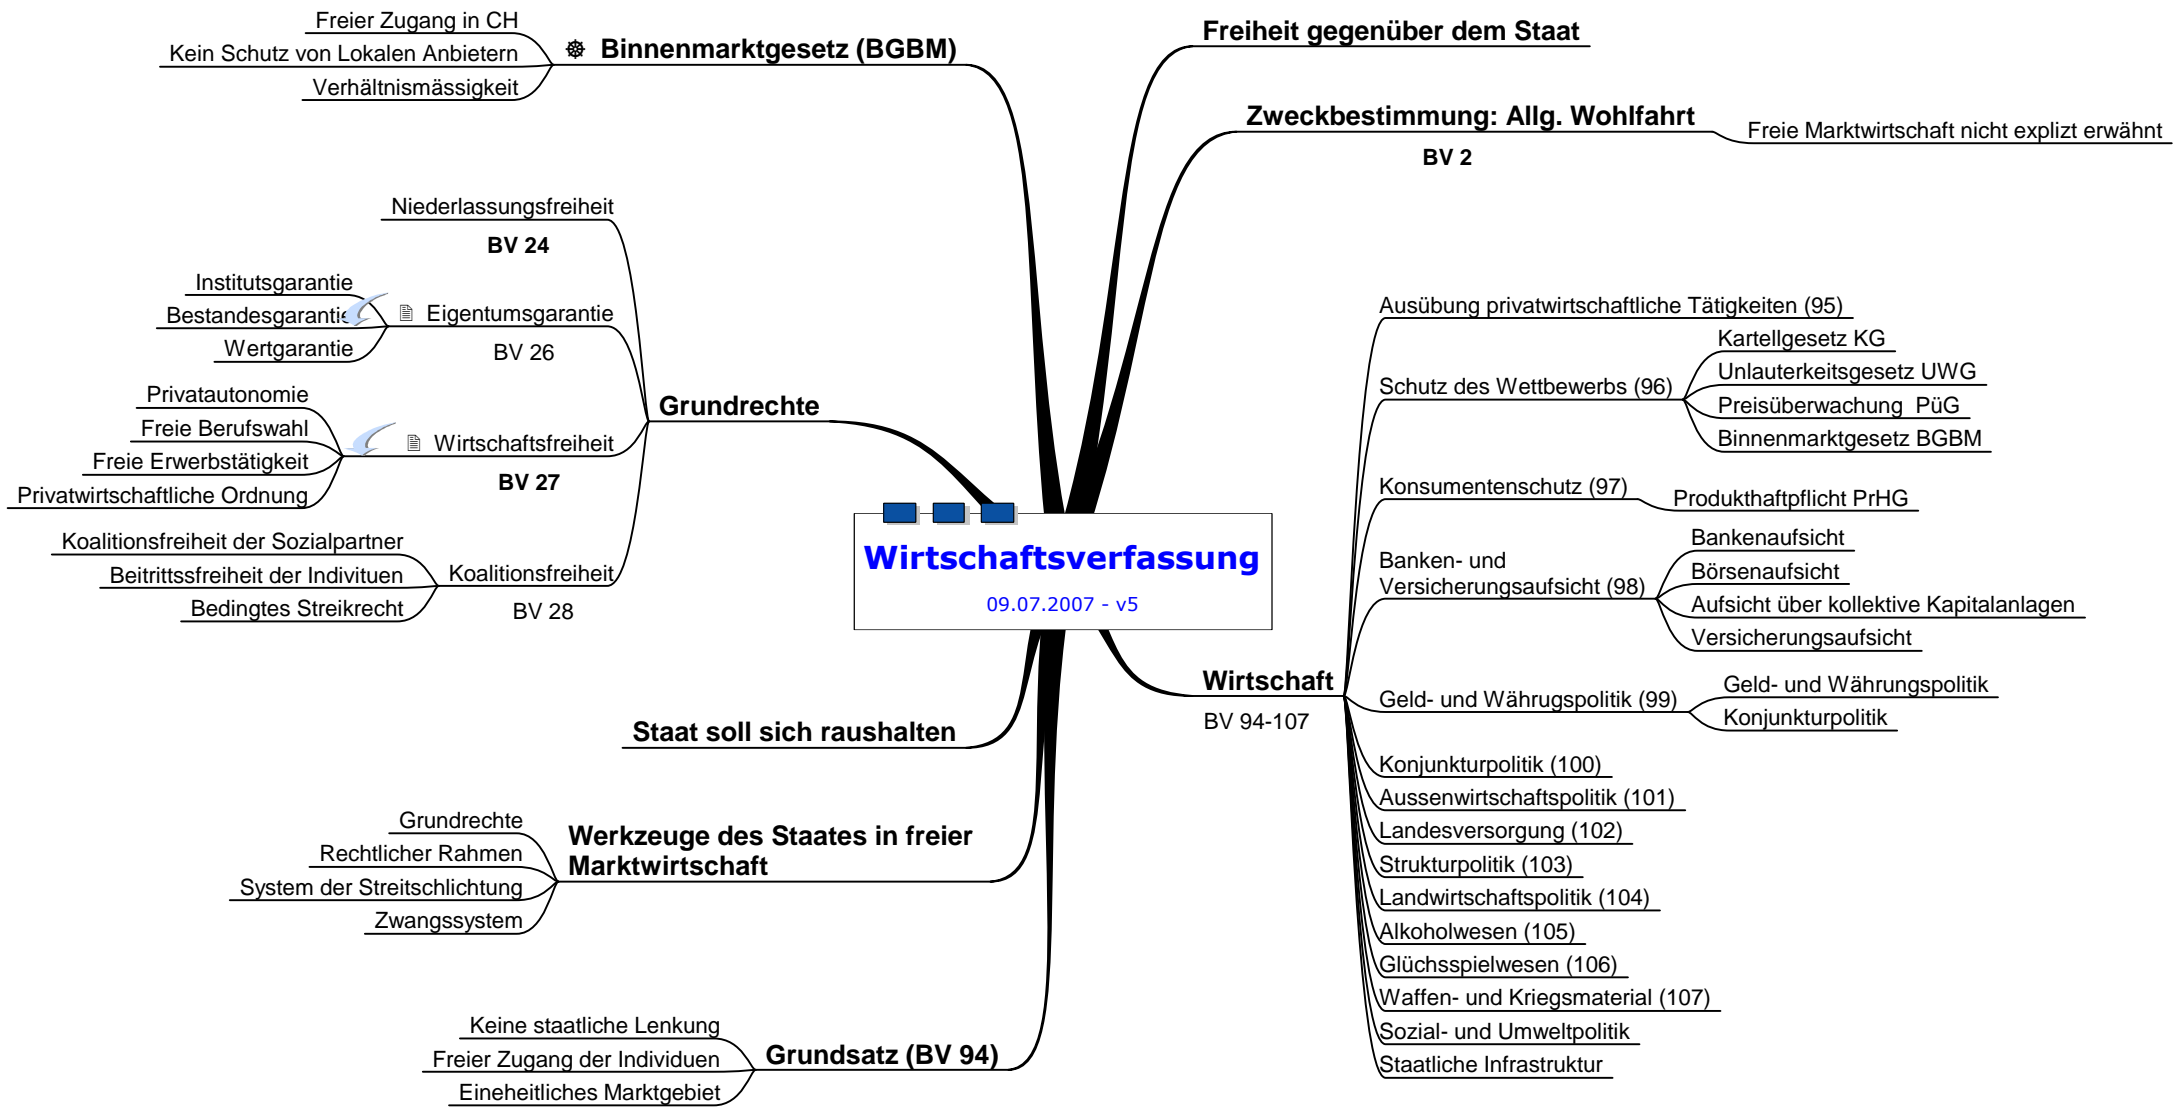 Wirtschaftsverfassung
09.07.2007 - v5
Freiheit gegenüber dem Staat
Zweckbestimmung: Allg. Wohlfahrt
BV 2
Freie Marktwirtschaft nicht explizt erwähnt
Wirtschaft
BV 94-107
Ausübung privatwirtschaftliche Tätigkeiten (95)
Schutz des Wettbewerbs (96)
Kartellgesetz KG
Unlauterkeitsgesetz UWG
Preisüberwachung PüG
Binnenmarktgesetz BGBM
Konsumentenschutz (97)
Produkthaftpflicht PrHG
Banken- und
Versicherungsaufsicht (98)
Bankenaufsicht
Börsenaufsicht
Aufsicht über kollektive Kapitalanlagen
Versicherungsaufsicht
Geld- und Währugspolitik (99)
Geld- und Währungspolitik
Konjunkturpolitik
Konjunkturpolitik (100)
Aussenwirtschaftspolitik (101)
Landesversorgung (102)
Strukturpolitik (103)
Landwirtschaftspolitik (104)
Alkoholwesen (105)
Glüchsspielwesen (106)
Waffen- und Kriegsmaterial (107)
Sozial- und Umweltpolitik
Staatliche Infrastruktur
Binnenmarktgesetz (BGBM)
Freier Zugang in CH
Kein Schutz von Lokalen Anbietern
Verhältnismässigkeit
Grundrechte
Niederlassungsfreiheit
BV 24
Eigentumsgarantie
BV 26
Institutsgarantie
Bestandesgarantie
Wertgarantie
Wirtschaftsfreiheit
BV 27
Privatautonomie
Freie Berufswahl
Freie Erwerbstätigkeit
Privatwirtschaftliche Ordnung
Koalitionsfreiheit
BV 28
Koalitionsfreiheit der Sozialpartner
Beitrittssfreiheit der Indivituen
Bedingtes Streikrecht
Staat soll sich raushalten
Werkzeuge des Staates in freier
Marktwirtschaft
Grundrechte
Rechtlicher Rahmen
System der Streitschlichtung
Zwangssystem
Grundsatz (BV 94)
Keine staatliche Lenkung
Freier Zugang der Individuen
Eineheitliches Marktgebiet